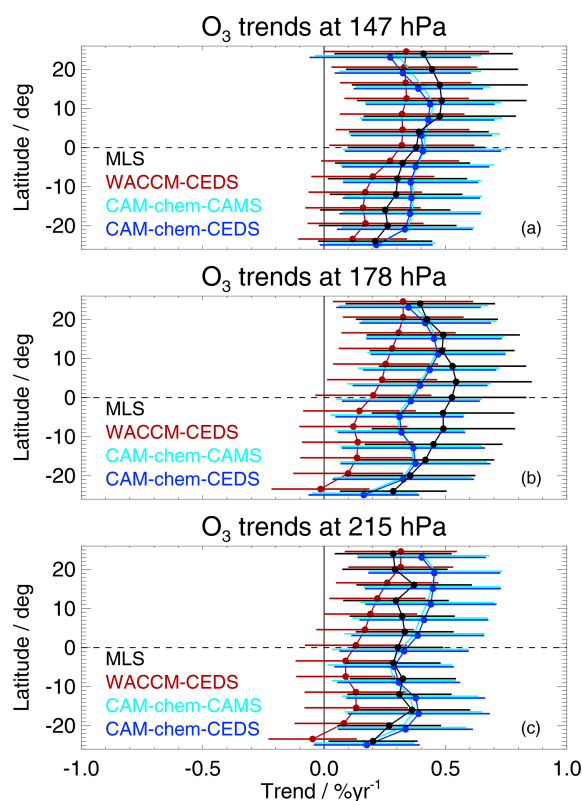 O3 trends at 147 hPa
Latitude / deg
20
10
0
-10
-20
MLS
WACCM-CEDS
CAM-chem-CAMS
CAM-chem-CEDS
(a)
O3 trends at 178 hPa
Latitude / deg
20
10
0
-10
-20
MLS
WACCM-CEDS
CAM-chem-CAMS
CAM-chem-CEDS
(b)
O3 trends at 215 hPa
Latitude / deg
20
10
0
-10
-20
MLS
WACCM-CEDS
CAM-chem-CAMS
CAM-chem-CEDS
(c)
-1.0 -0.5 0.0 0.5 1.0
Trend / %yr-1